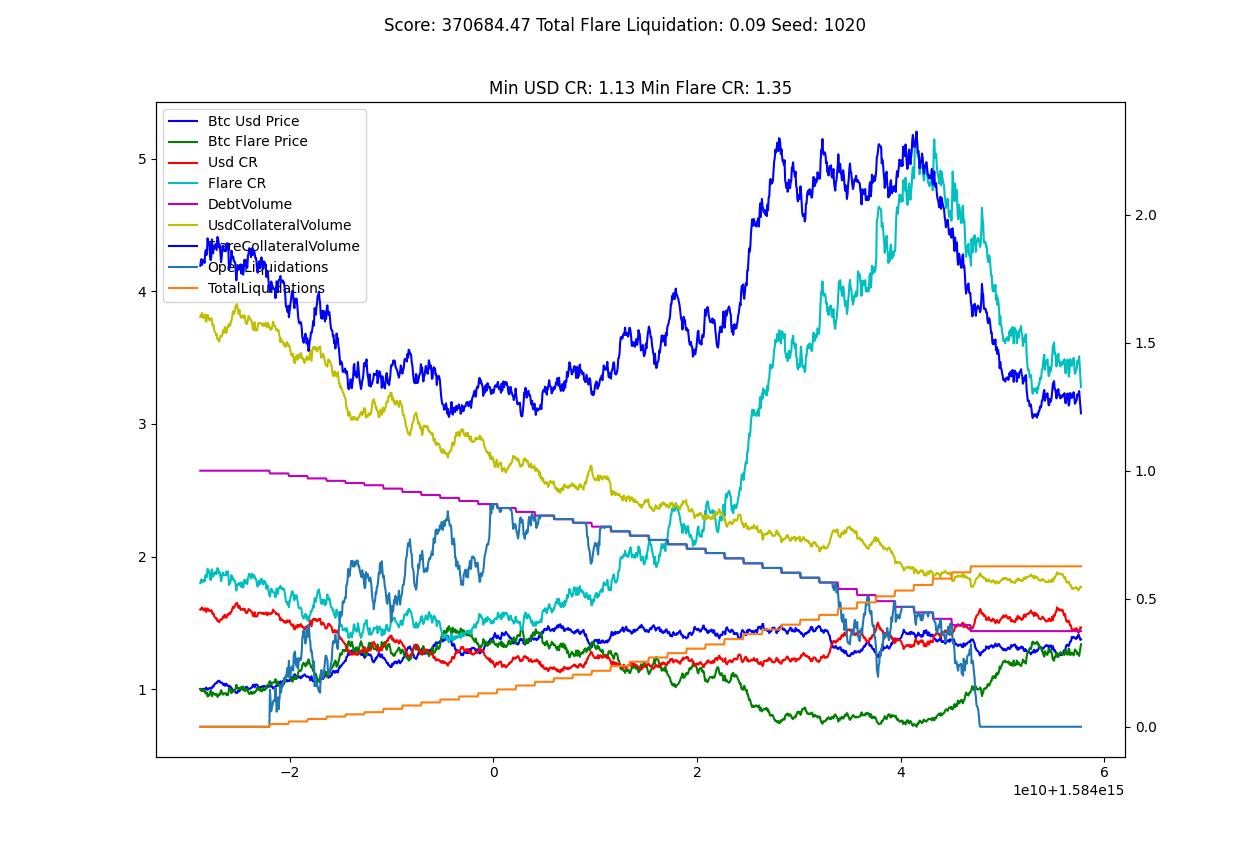 Score: 370684.47 Total Flare Liquidation: 0.09 Seed: 1020
Min USD CR: 1.13 Min Flare CR: 1.35
Btc Usd Price
Btc Flare Price
Usd CR
Flare CR
DebtVolume
UsdCollateralVolume
FlareCollateralVolume
OpenLiquidations
TotalLiquidations
5
4
3
2
1
2.0
1.5
1.0
0.5
0.0
−2
0
2
4
6
1e10+1.584e15